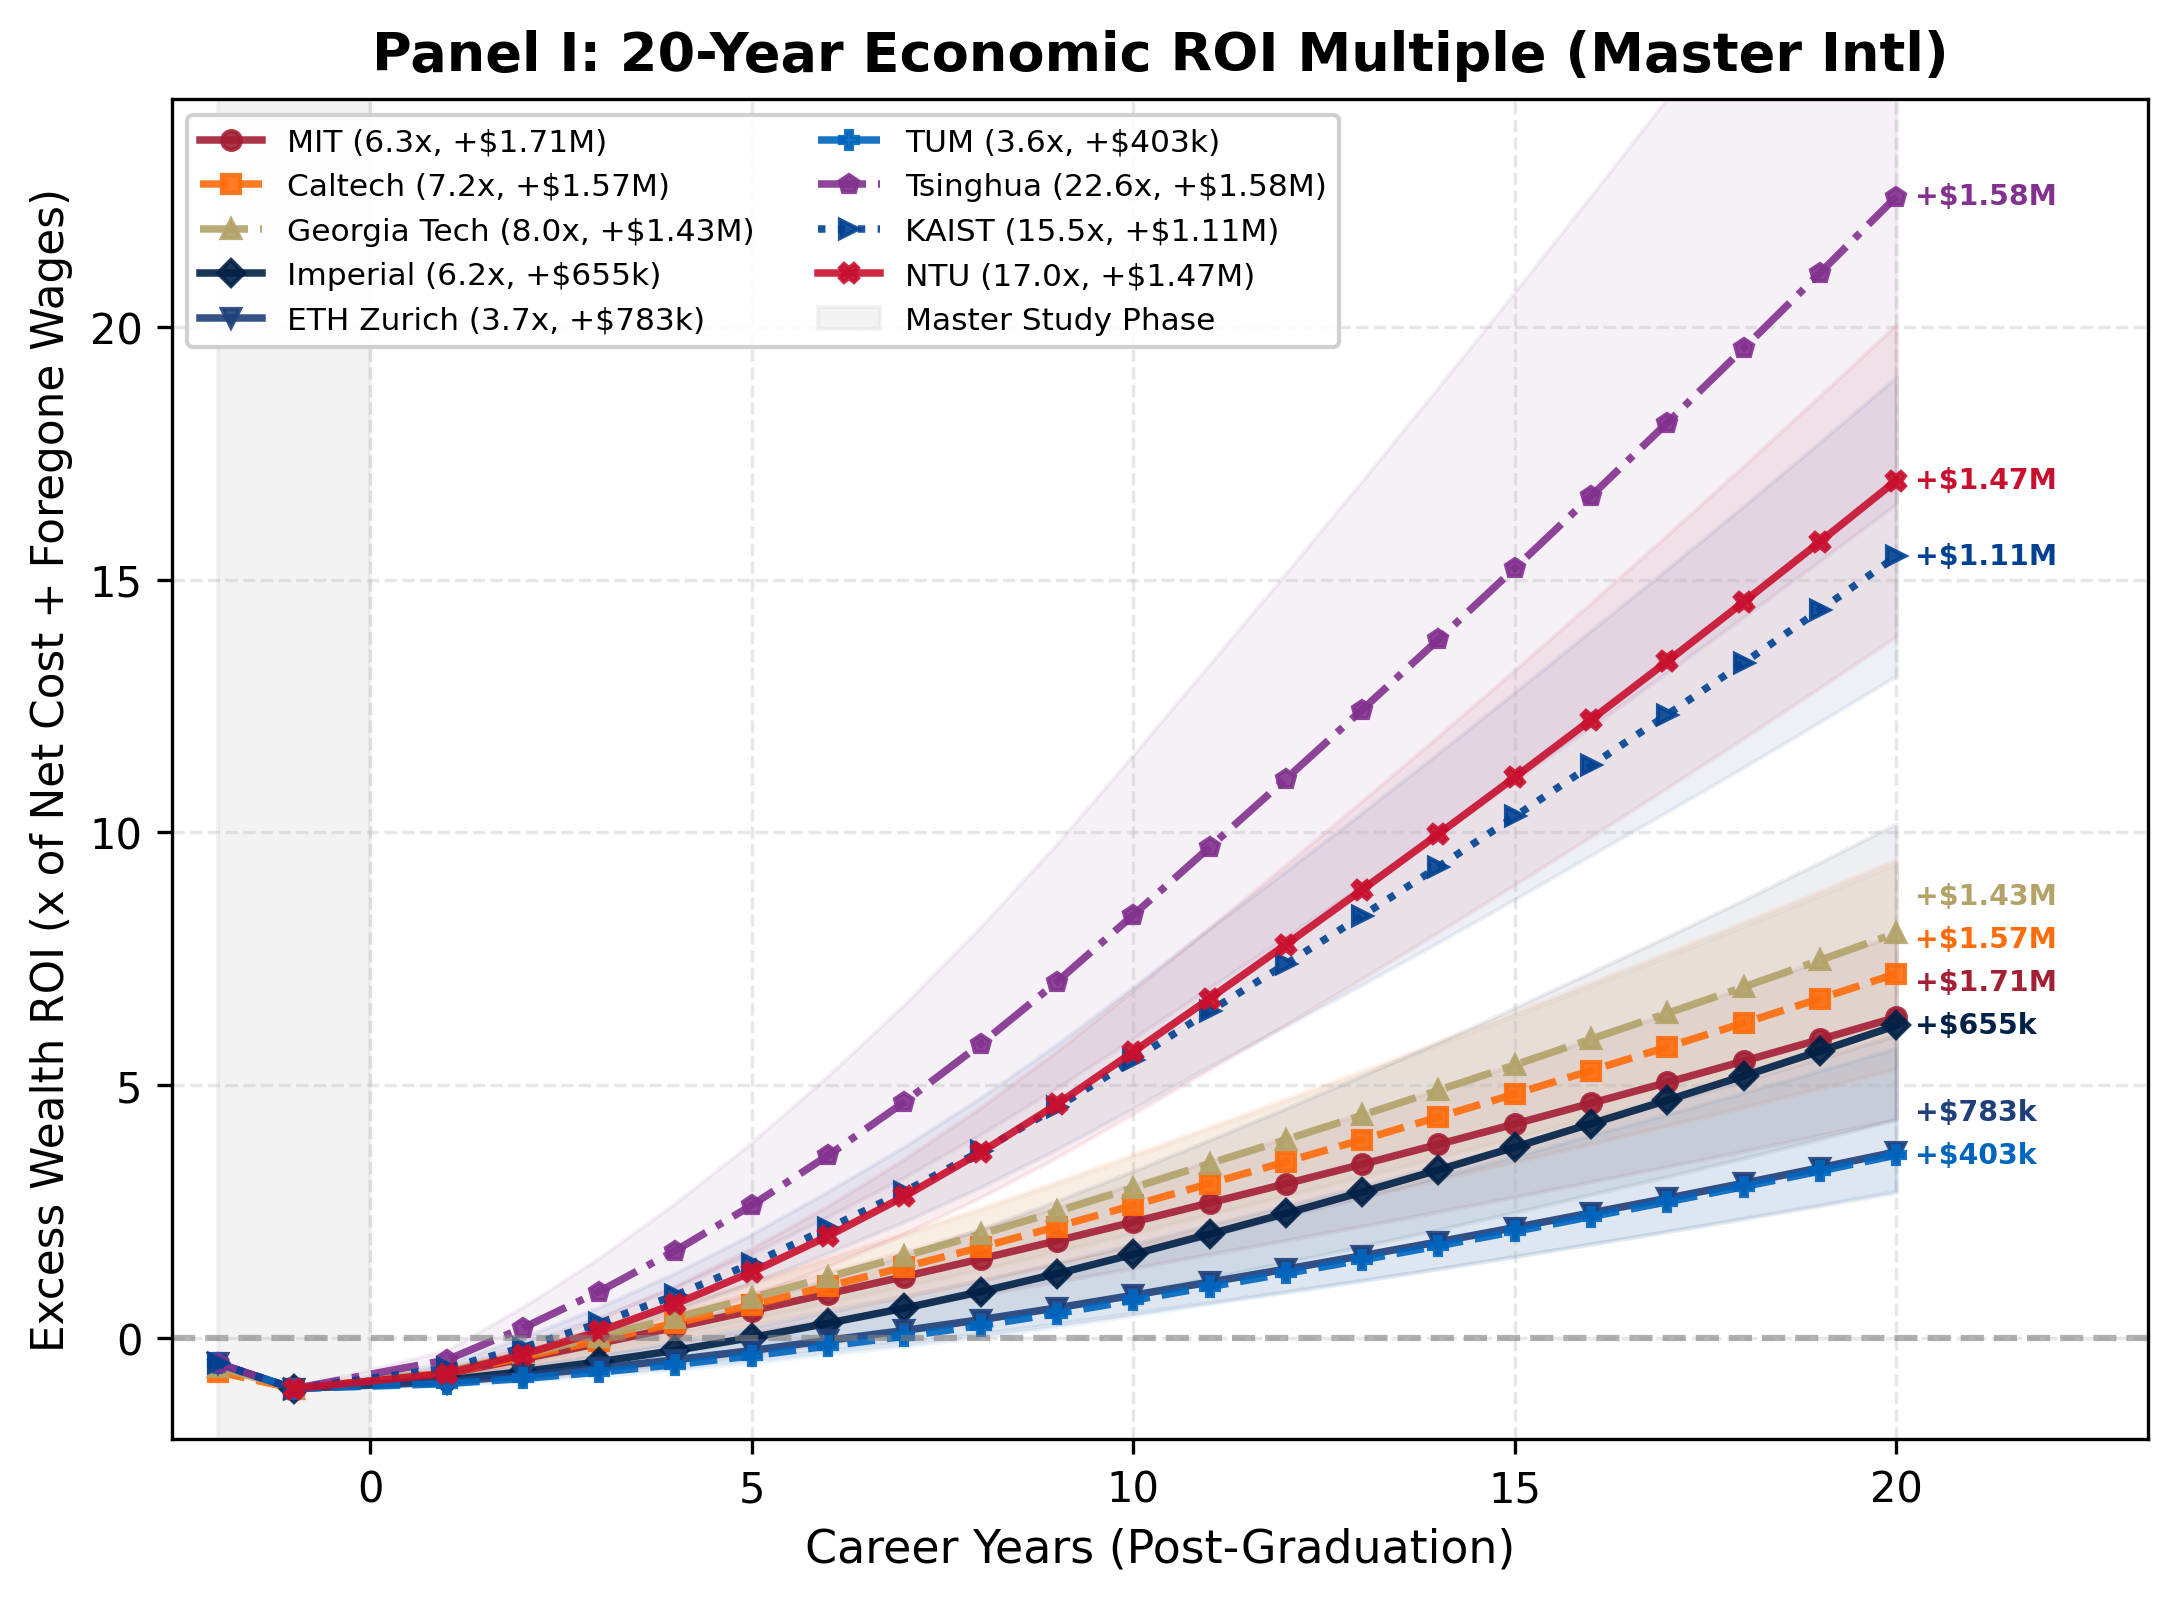 Panel I: 20-Year Economic ROI Multiple (Master Intl)
Excess Wealth ROI (x of Net Cost + Foregone Wages)
MIT (6.3x, +$1.71M)
Caltech (7.2x, +$1.57M)
Georgia Tech (8.0x, +$1.43M)
Imperial (6.2x, +$655k)
ETH Zurich (3.7x, +$783k)
TUM (3.6x, +$403k)
Tsinghua (22.6x, +$1.58M)
KAIST (15.5x, +$1.11M)
NTU (17.0x, +$1.47M)
Master Study Phase
20
15
10
5
0
+$1.58M
+$1.47M
+$1.11M
+$1.43M
+$1.57M
+$1.71M
+$655k
+$783k
+$403k
0 5 10 15 20
Career Years (Post-Graduation)